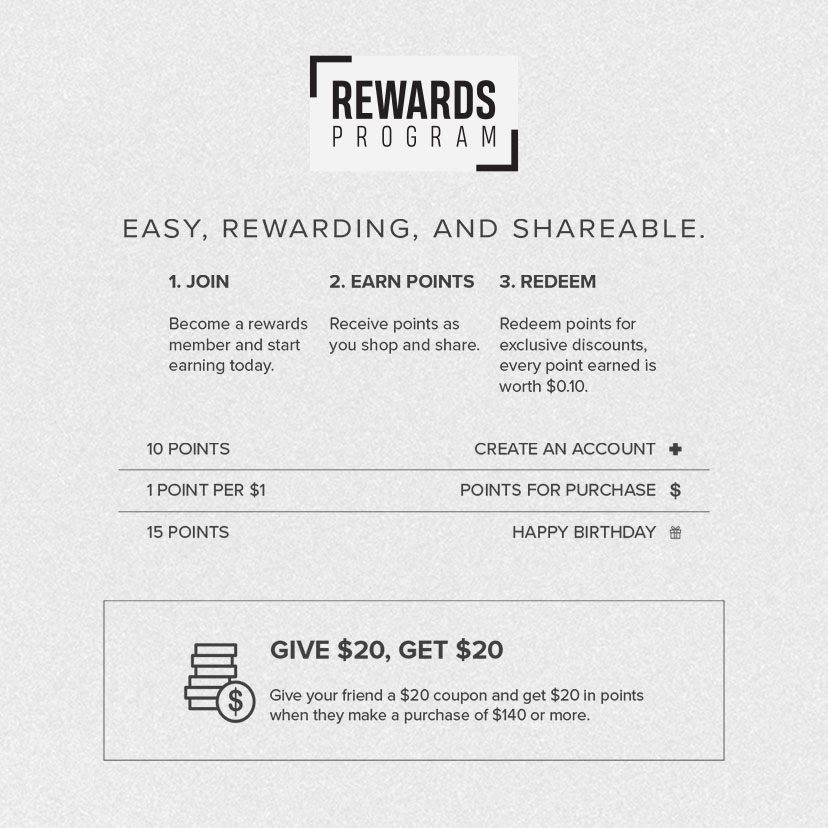 REWARDS
PROGRAM
EASY, REWARDING, AND SHAREABLE.
1. JOIN
Become a rewards
member and start
earning today.
2. EARN POINTS
Receive points as
you shop and share.
3. REDEEM
Redeem points for
exclusive discounts,
every point earned is
worth $0.10.
10 POINTS CREATE AN ACCOUNT
1 POINT PER $1 POINTS FOR PURCHASE $
15 POINTS HAPPY BIRTHDAY
$
GIVE $20, GET $20
Give your friend a $20 coupon and get $20 in points
when they make a purchase of $140 or more.